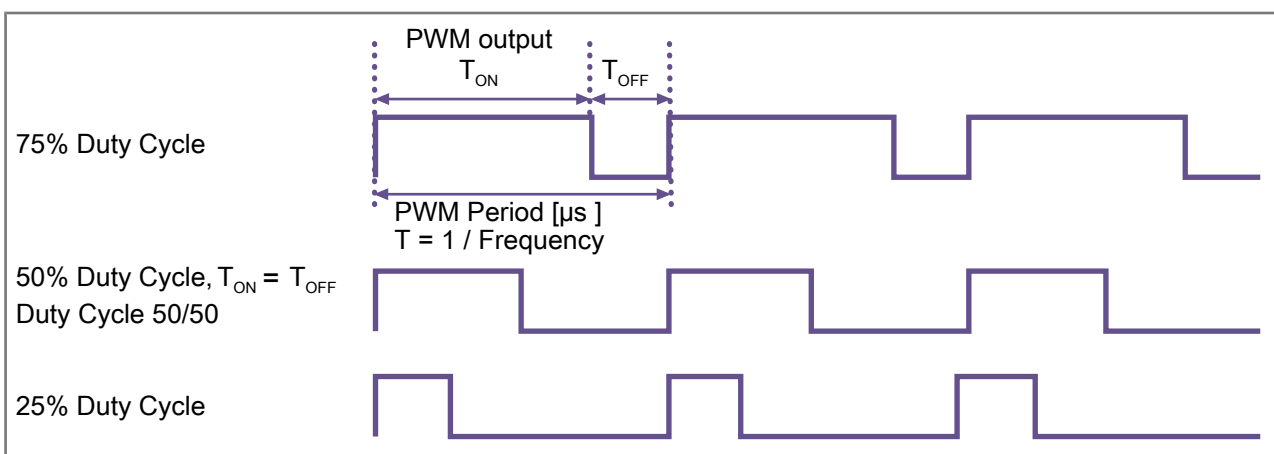 PWM output
T_ON T_OFF
75% Duty Cycle
PWM Period [µs ]
T = 1 / Frequency
50% Duty Cycle, T_ON = T_OFF
Duty Cycle 50/50
25% Duty Cycle